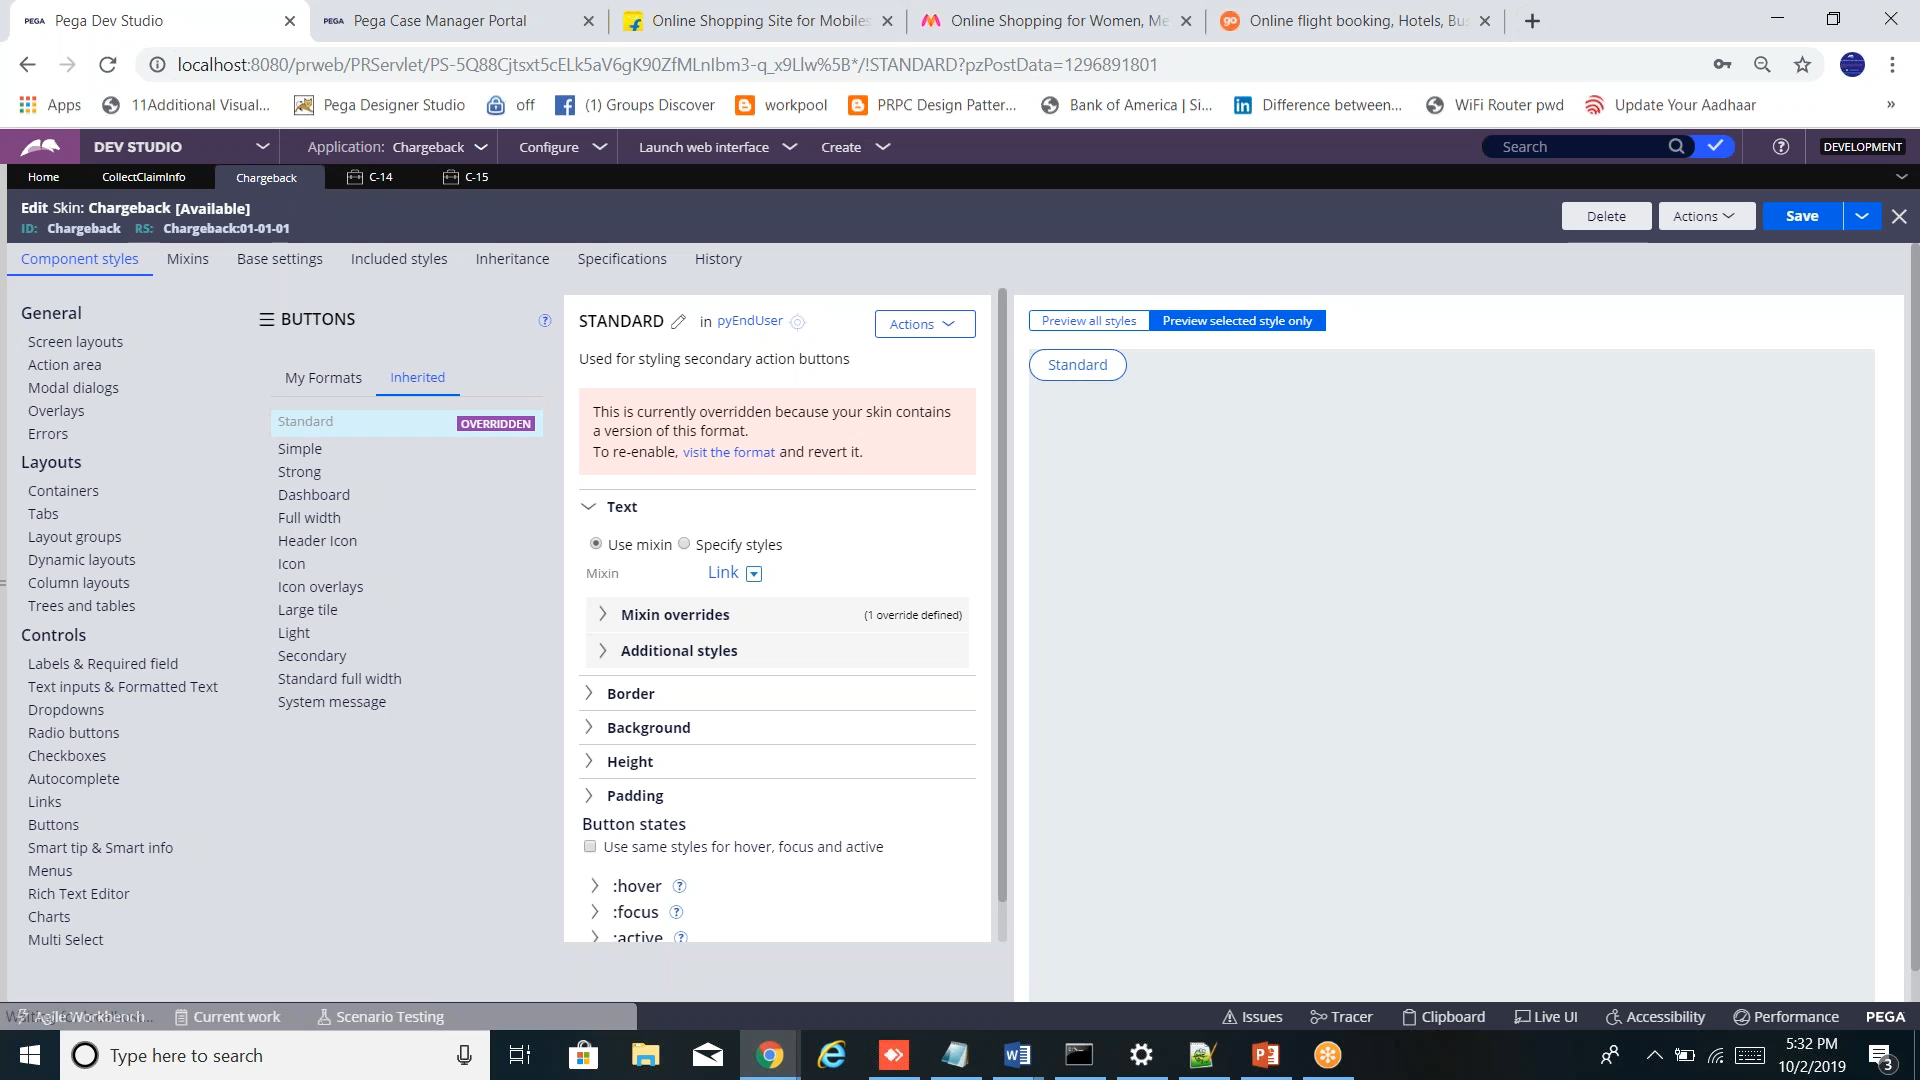 PEGA Pega Dev Studio
PEGA Pega Case Manager Portal
Online Shopping Site for Mobiles
Online Shopping for Women, Me
go Online flight booking, Hotels, Bu
localhost:8080/prweb/PRServlet/PS-5Q88Cjtsxt5cELk5aV6gK90ZfMLnIbm3-q_x9Llw%5B*/!STANDARD?pzPostData=1296891801
Apps
11Additional Visual...
Pega Designer Studio
off
(1) Groups Discover
workpool
PRPC Design Patter...
Bank of America | Si...
Difference between...
WiFi Router pwd
Update Your Aadhaar
»
DEV STUDIO
Application: Chargeback
Configure
Launch web interface
Create
Search
DEVELOPMENT
Home
CollectClaimInfo
Chargeback
C-14
C-15
Edit Skin: Chargeback [Available]
ID: Chargeback RS: Chargeback:01-01-01
Delete
Actions
Save
Component styles
Mixins
Base settings
Included styles
Inheritance
Specifications
History
General
Screen layouts
Action area
Modal dialogs
Overlays
Errors
Layouts
Containers
Tabs
Layout groups
Dynamic layouts
Column layouts
Trees and tables
Controls
Labels & Required field
Text inputs & Formatted Text
Dropdowns
Radio buttons
Checkboxes
Autocomplete
Links
Buttons
Smart tip & Smart info
Menus
Rich Text Editor
Charts
Multi Select
BUTTONS
?
My Formats
Inherited
Standard OVERRIDDEN
Simple
Strong
Dashboard
Full width
Header Icon
Icon
Icon overlays
Large tile
Light
Secondary
Standard full width
System message
STANDARD in pyEndUser
Actions
Used for styling secondary action buttons
This is currently overridden because your skin contains
a version of this format.
To re-enable, visit the format and revert it.
Text
Use mixin Specify styles
Mixin Link
Mixin overrides (1 override defined)
Additional styles
Border
Background
Height
Padding
Button states
Use same styles for hover, focus and active
:hover ?
:focus ?
:active ?
Preview all styles
Preview selected style only
Standard
Agile Workbench
Current work
Scenario Testing
Issues
Tracer
Clipboard
Live UI
Accessibility
Performance
PEGA
Type here to search
5:32 PM
10/2/2019
3